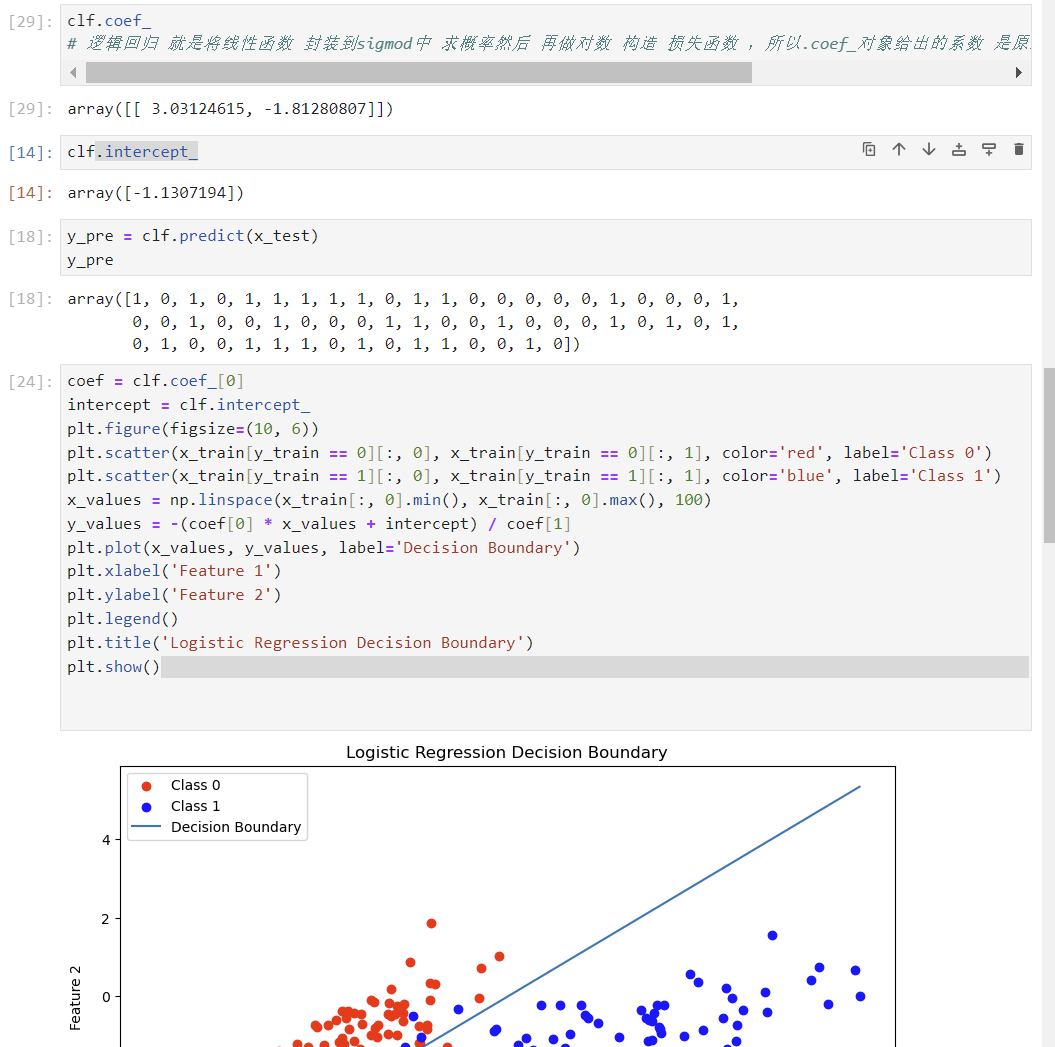 [29]: clf.coef_
# 逻辑回归 就是将线性函数 封装到sigmod中 求概率然后 再做对数 构造 损失函数 ，所以.coef_对象给出的系数 是原
[29]: array([[ 3.03124615, -1.81280807]])
[14]: clf.intercept_
[14]: array([-1.1307194])
[18]: y_pre = clf.predict(x_test)
y_pre
[18]: array([1, 0, 1, 0, 1, 1, 1, 1, 1, 0, 1, 1, 0, 0, 0, 0, 0, 1, 0, 0, 0, 1,
0, 0, 1, 0, 0, 1, 0, 0, 0, 1, 1, 0, 0, 1, 0, 0, 0, 1, 0, 1, 0, 1,
0, 1, 0, 0, 1, 1, 1, 0, 1, 0, 1, 1, 0, 0, 1, 0])
[24]: coef = clf.coef_[0]
intercept = clf.intercept_
plt.figure(figsize=(10, 6))
plt.scatter(x_train[y_train == 0][:, 0], x_train[y_train == 0][:, 1], color='red', label='Class 0')
plt.scatter(x_train[y_train == 1][:, 0], x_train[y_train == 1][:, 1], color='blue', label='Class 1')
x_values = np.linspace(x_train[:, 0].min(), x_train[:, 0].max(), 100)
y_values = -(coef[0] * x_values + intercept) / coef[1]
plt.plot(x_values, y_values, label='Decision Boundary')
plt.xlabel('Feature 1')
plt.ylabel('Feature 2')
plt.legend()
plt.title('Logistic Regression Decision Boundary')
plt.show()
Logistic Regression Decision Boundary
Class 0
Class 1
Decision Boundary
4
2
0
Feature 2